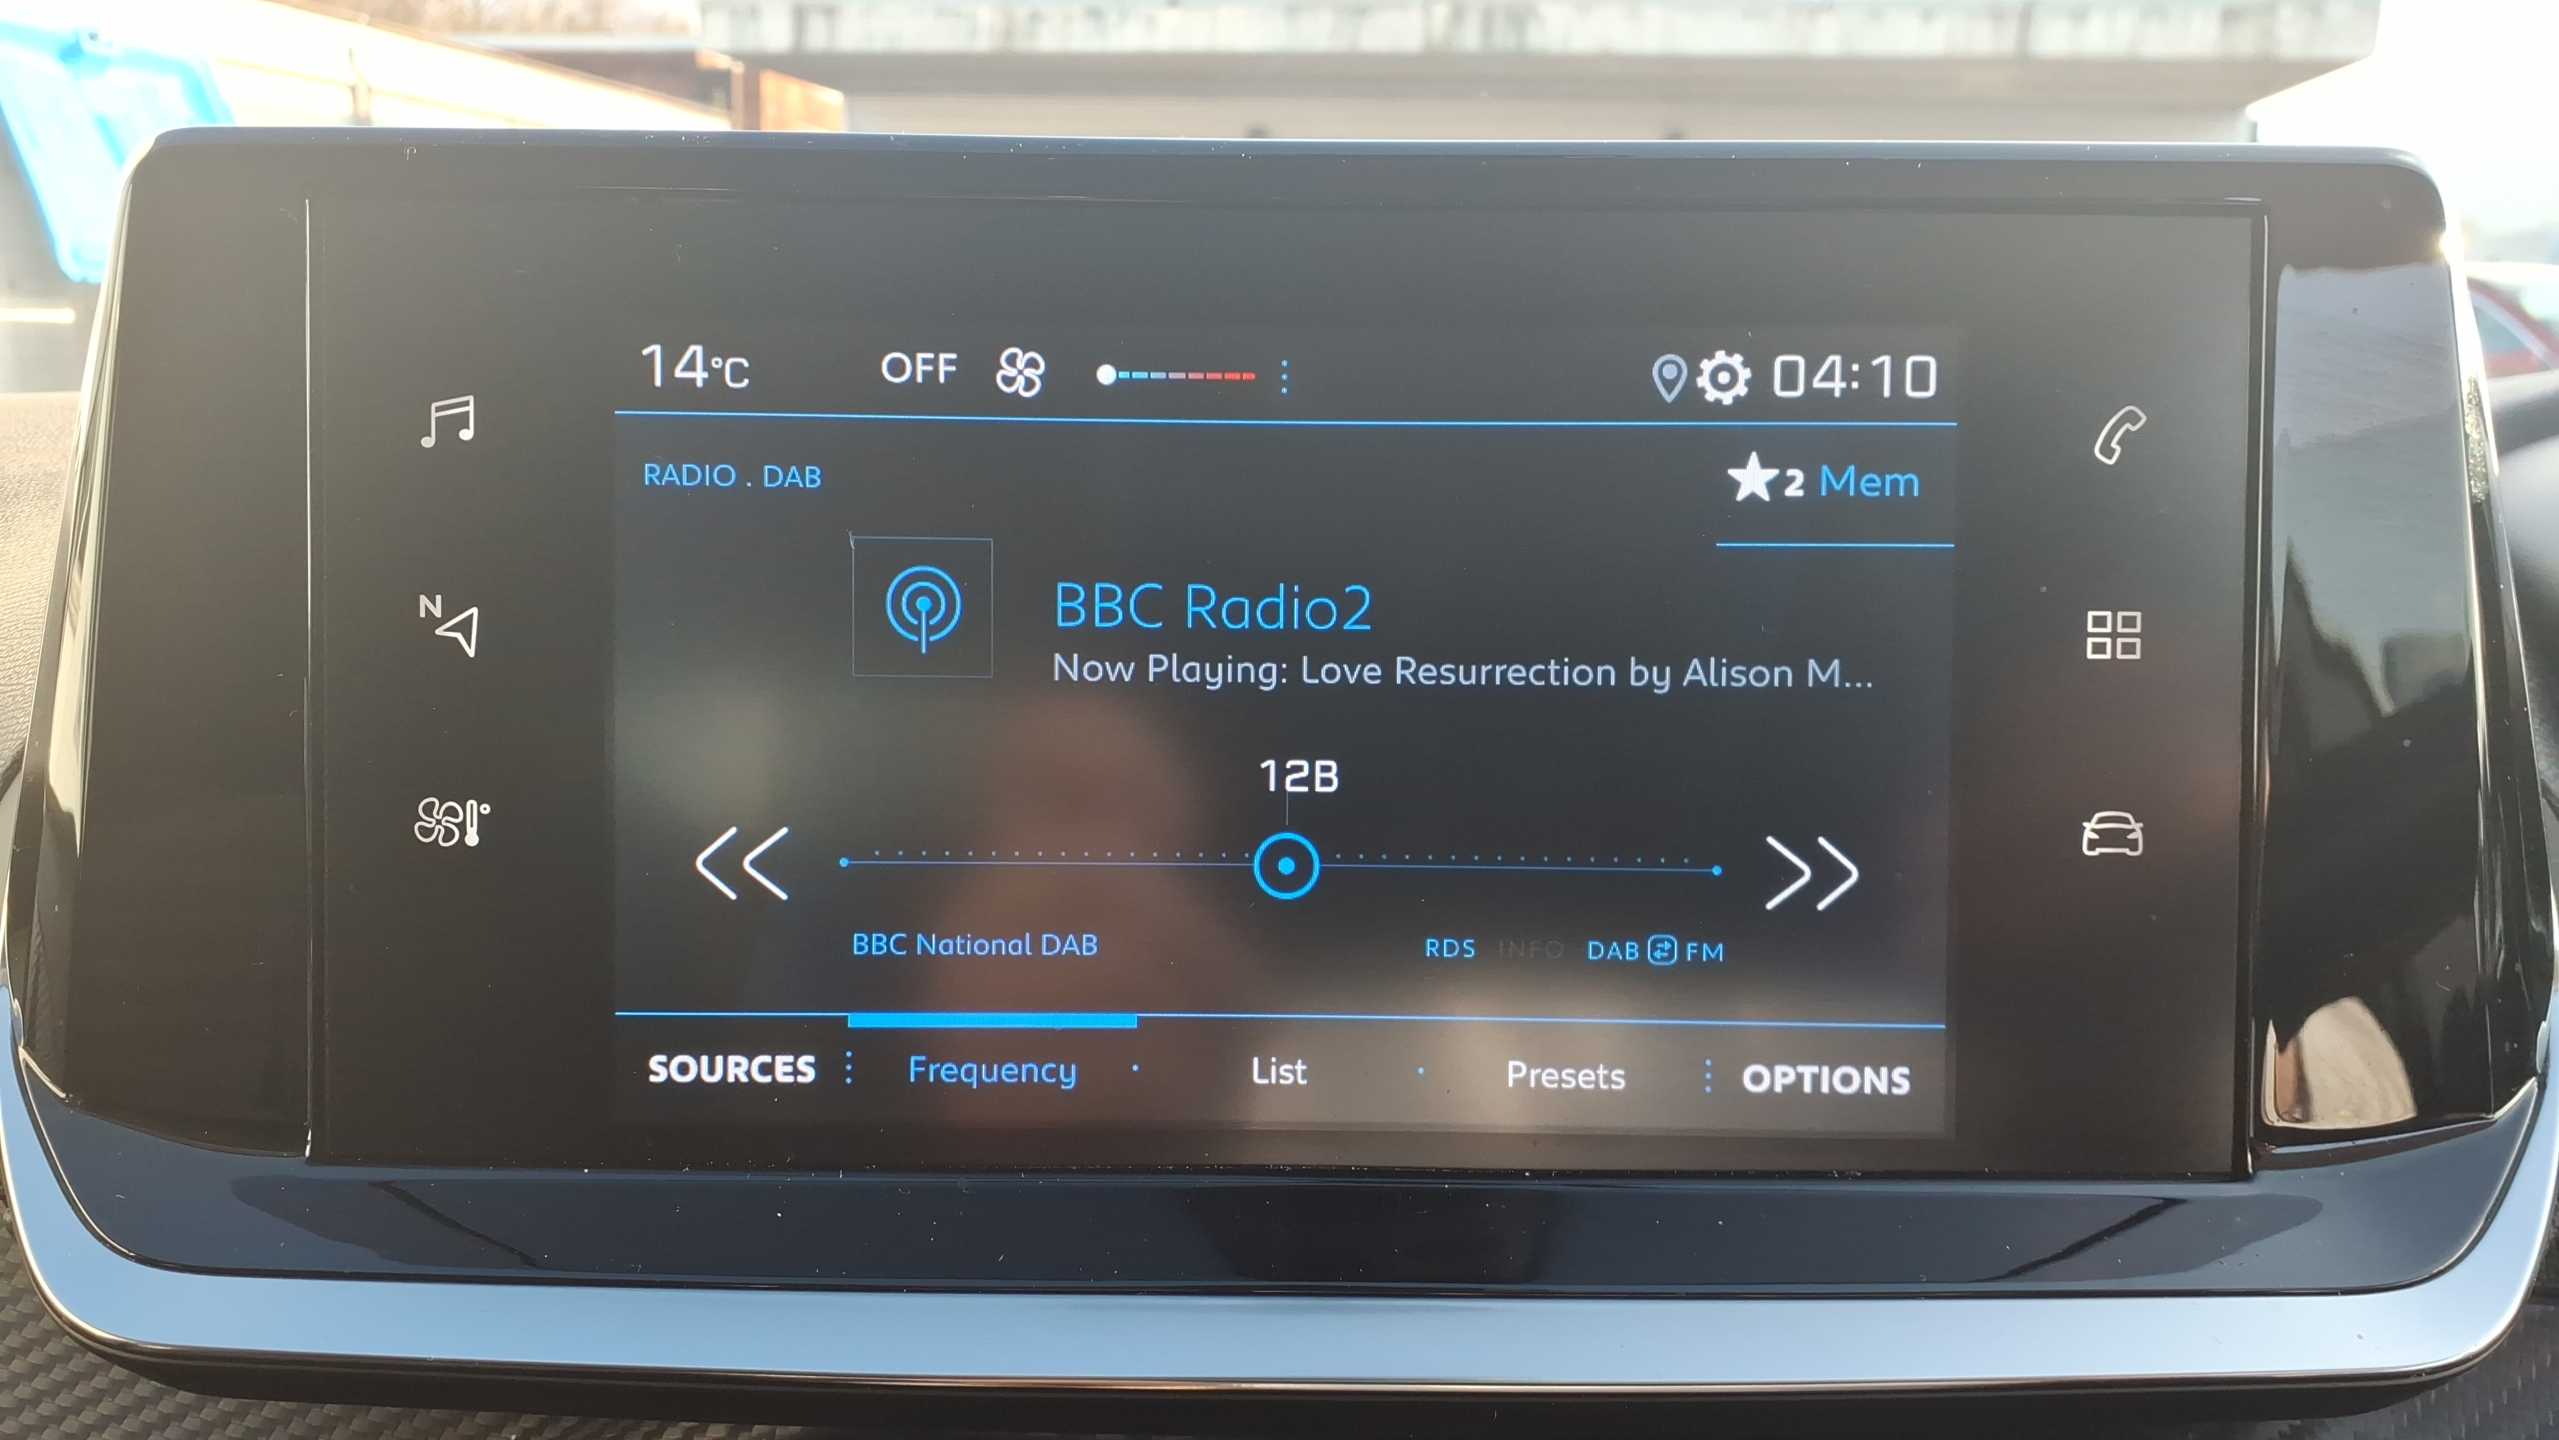 14°C OFF 04:10
RADIO . DAB
2 Mem
BBC Radio2
Now Playing: Love Resurrection by Alison M...
N
12B
BBC National DAB RDS INFO DAB FM
SOURCES Frequency List Presets OPTIONS